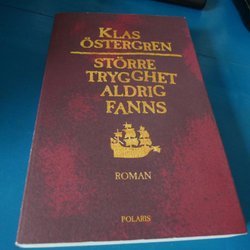 KLAS
ÖSTERGREN
STÖRRE
TRYGGHET
ALDRIG
FANNS
ROMAN
POLARIS